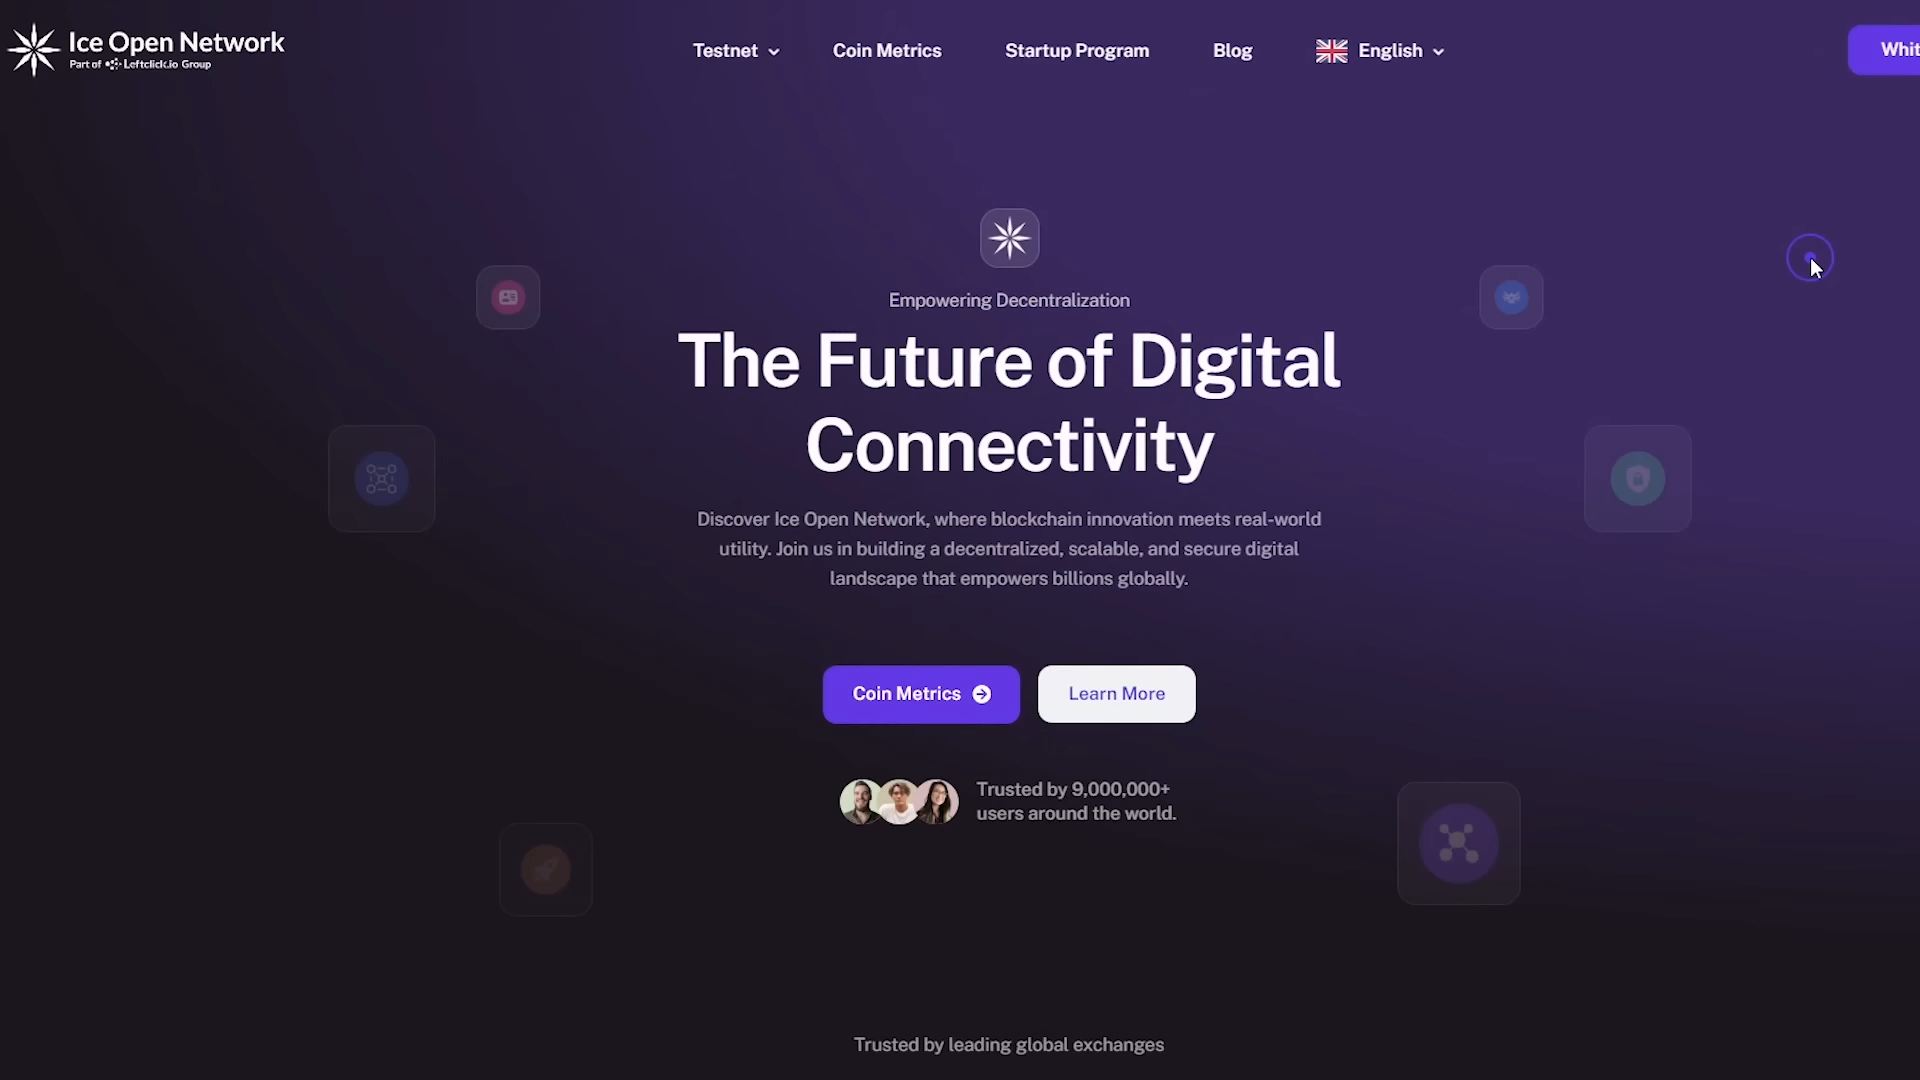 Ice Open Network
Part of Leftclick.io Group
Testnet
Coin Metrics
Startup Program
Blog
English
Whit
Empowering Decentralization
The Future of Digital
Connectivity
Discover Ice Open Network, where blockchain innovation meets real-world
utility. Join us in building a decentralized, scalable, and secure digital
landscape that empowers billions globally.
Coin Metrics
Learn More
Trusted by 9,000,000+
users around the world.
Trusted by leading global exchanges